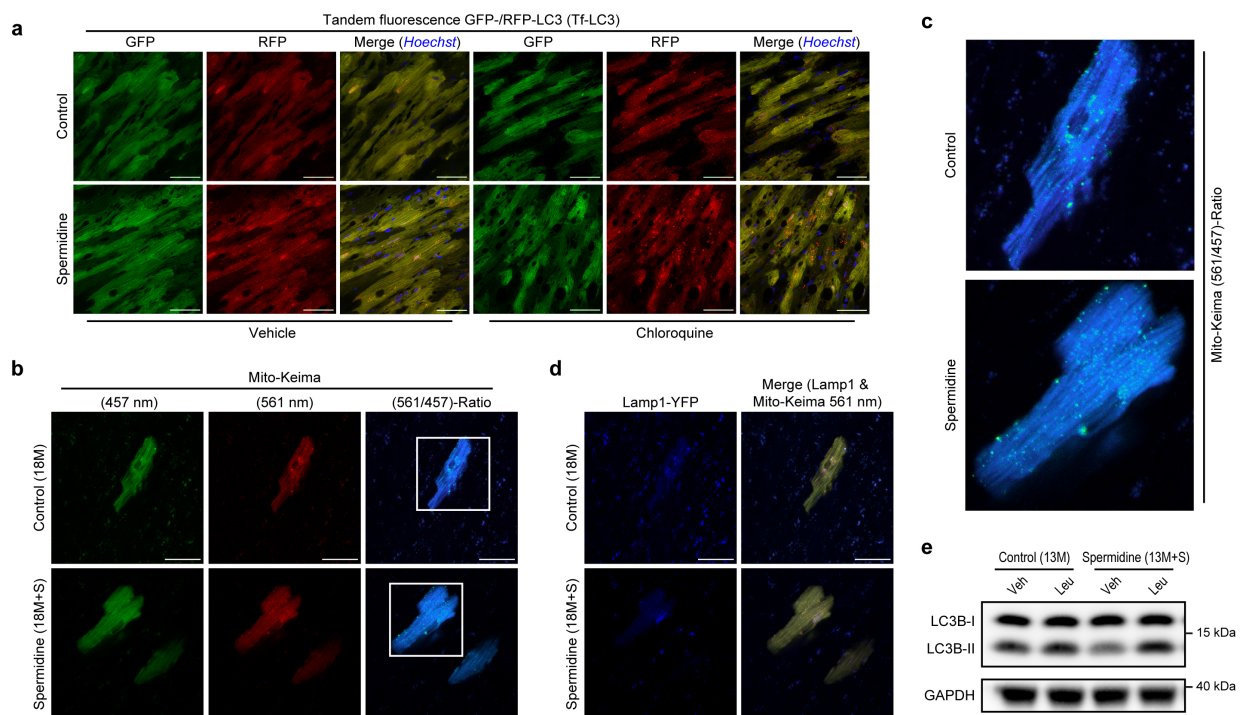 a
Tandem fluorescence GFP-/RFP-LC3 (Tf-LC3)
GFP RFP Merge (Hoechst) GFP RFP Merge (Hoechst)
Control
Spermidine
Vehicle Chloroquine
b
Mito-Keima
(457 nm) (561 nm) (561/457)-Ratio
Control (18M)
Spermidine (18M+S)
c
Control
Spermidine
Mito-Keima (561/457)-Ratio
d
Lamp1-YFP
Merge (Lamp1 &
Mito-Keima 561 nm)
Control (18M)
Spermidine (18M+S)
e
Control (13M) Spermidine (13M+S)
Veh Leu Veh Leu
LC3B-I
15 kDa
LC3B-II
40 kDa
GAPDH